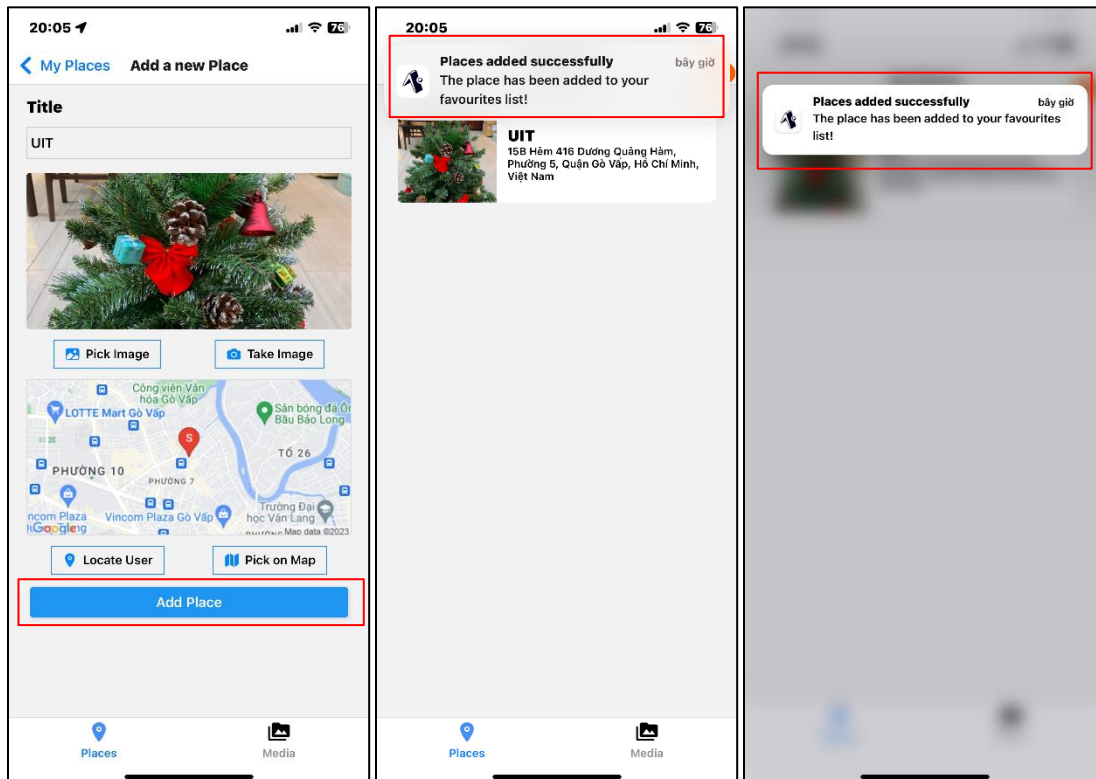 20:05
76
My Places
Add a new Place
Title
UIT
Pick Image
Take Image
Công viên Văn
hóa Gò Vấp
LOTTE Mart Gò Vấp
Sân bóng đá
Bầu Bảo Long
S
TỔ 26
PHƯỜNG 10
PHƯỜNG 7
Plaza
Vincom Plaza Gò Vấp
Trường Đại
học Văn Lang
Google
Map data ©2023
Locate User
Pick on Map
Add Place
Places
Media
20:05
76
Places added successfully
bây giờ
The place has been added to your
favourites list!
UIT
15B Hẻm 416 Dương Quảng Hàm,
Phường 5, Quận Gò Vấp, Hồ Chí Minh,
Việt Nam
Places
Media
Places added successfully
bây giờ
The place has been added to your favourites
list!